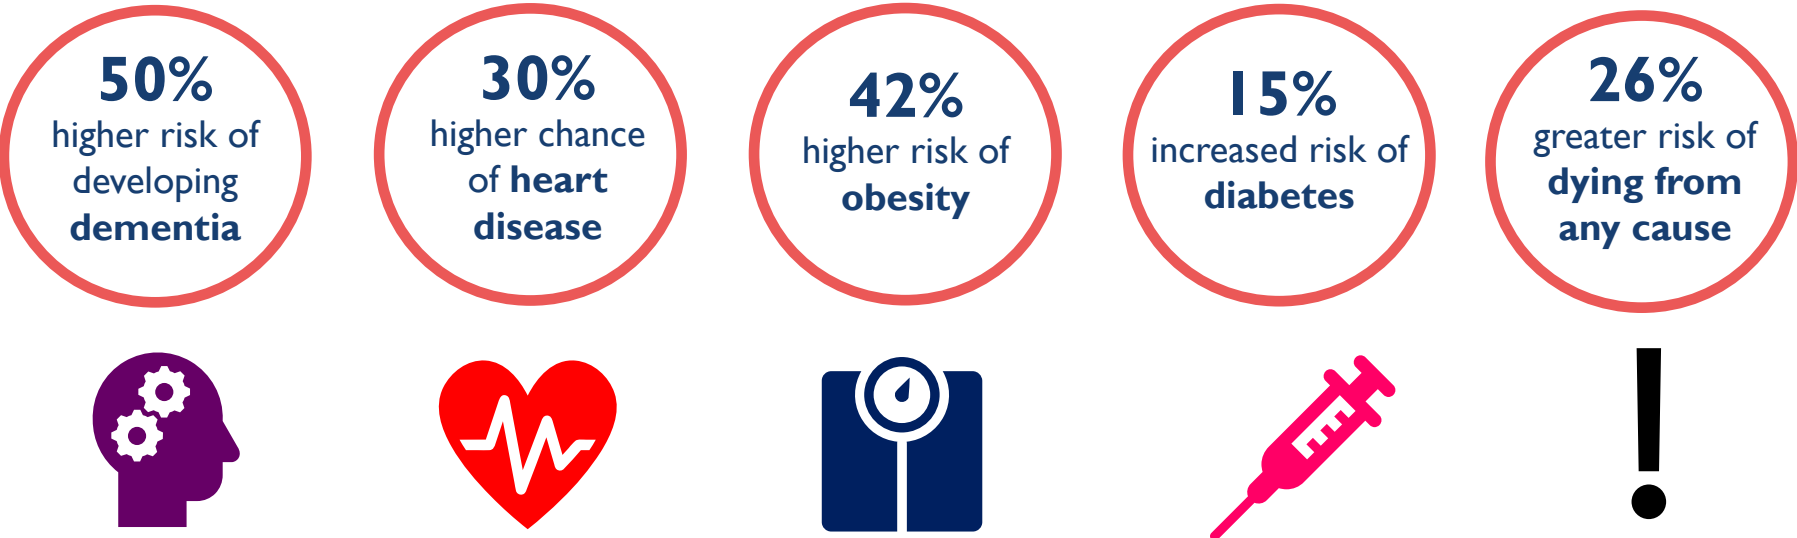 50%
higher risk of
developing
dementia
30%
higher chance
of heart
disease
42%
higher risk of
obesity
15%
increased risk of
diabetes
26%
greater risk of
dying from
any cause
!